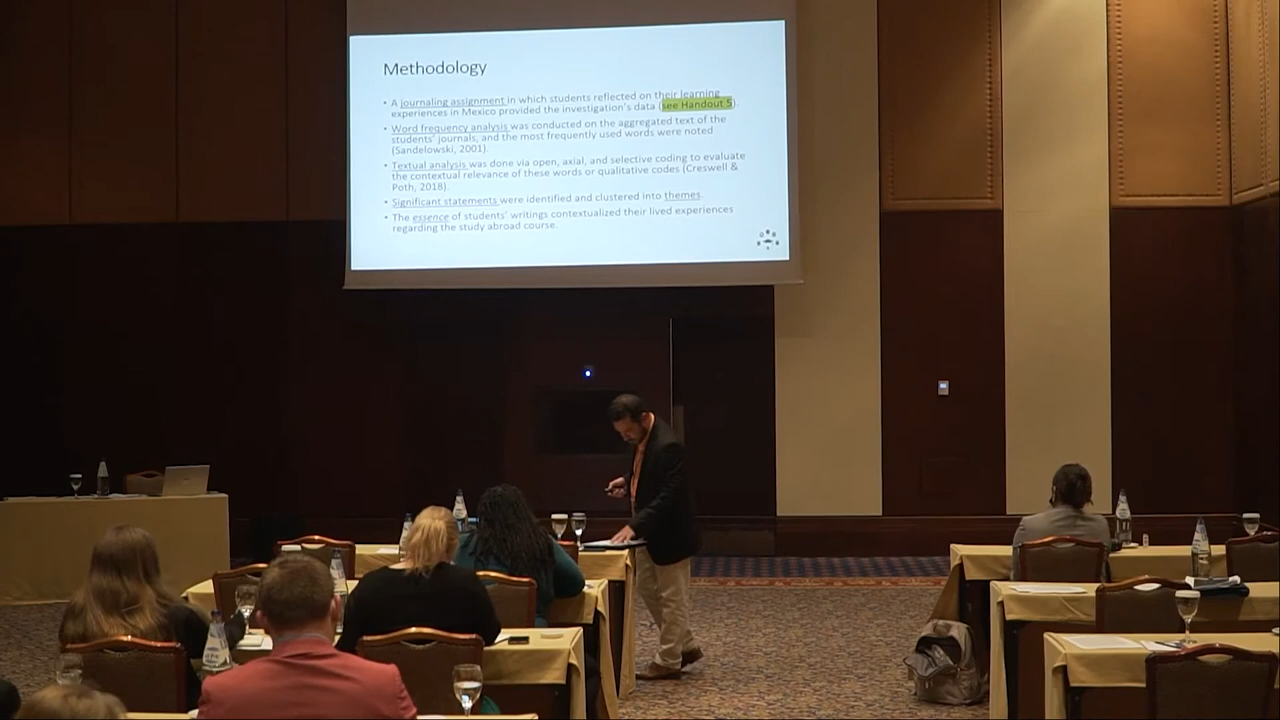 Methodology
• A journaling assignment in which students reflected on their learning
experiences in Mexico provided the investigation's data (see Handout 5).
• Word frequency analysis was conducted on the aggregated text of the
students' journals, and the most frequently used words were noted
(Sandelowski, 2001).
• Textual analysis was done via open, axial, and selective coding to evaluate
the contextual relevance of these words or qualitative codes (Creswell &
Poth, 2018).
• Significant statements were identified and clustered into themes.
• The essence of students' writings contextualized their lived experiences
regarding the study abroad course.